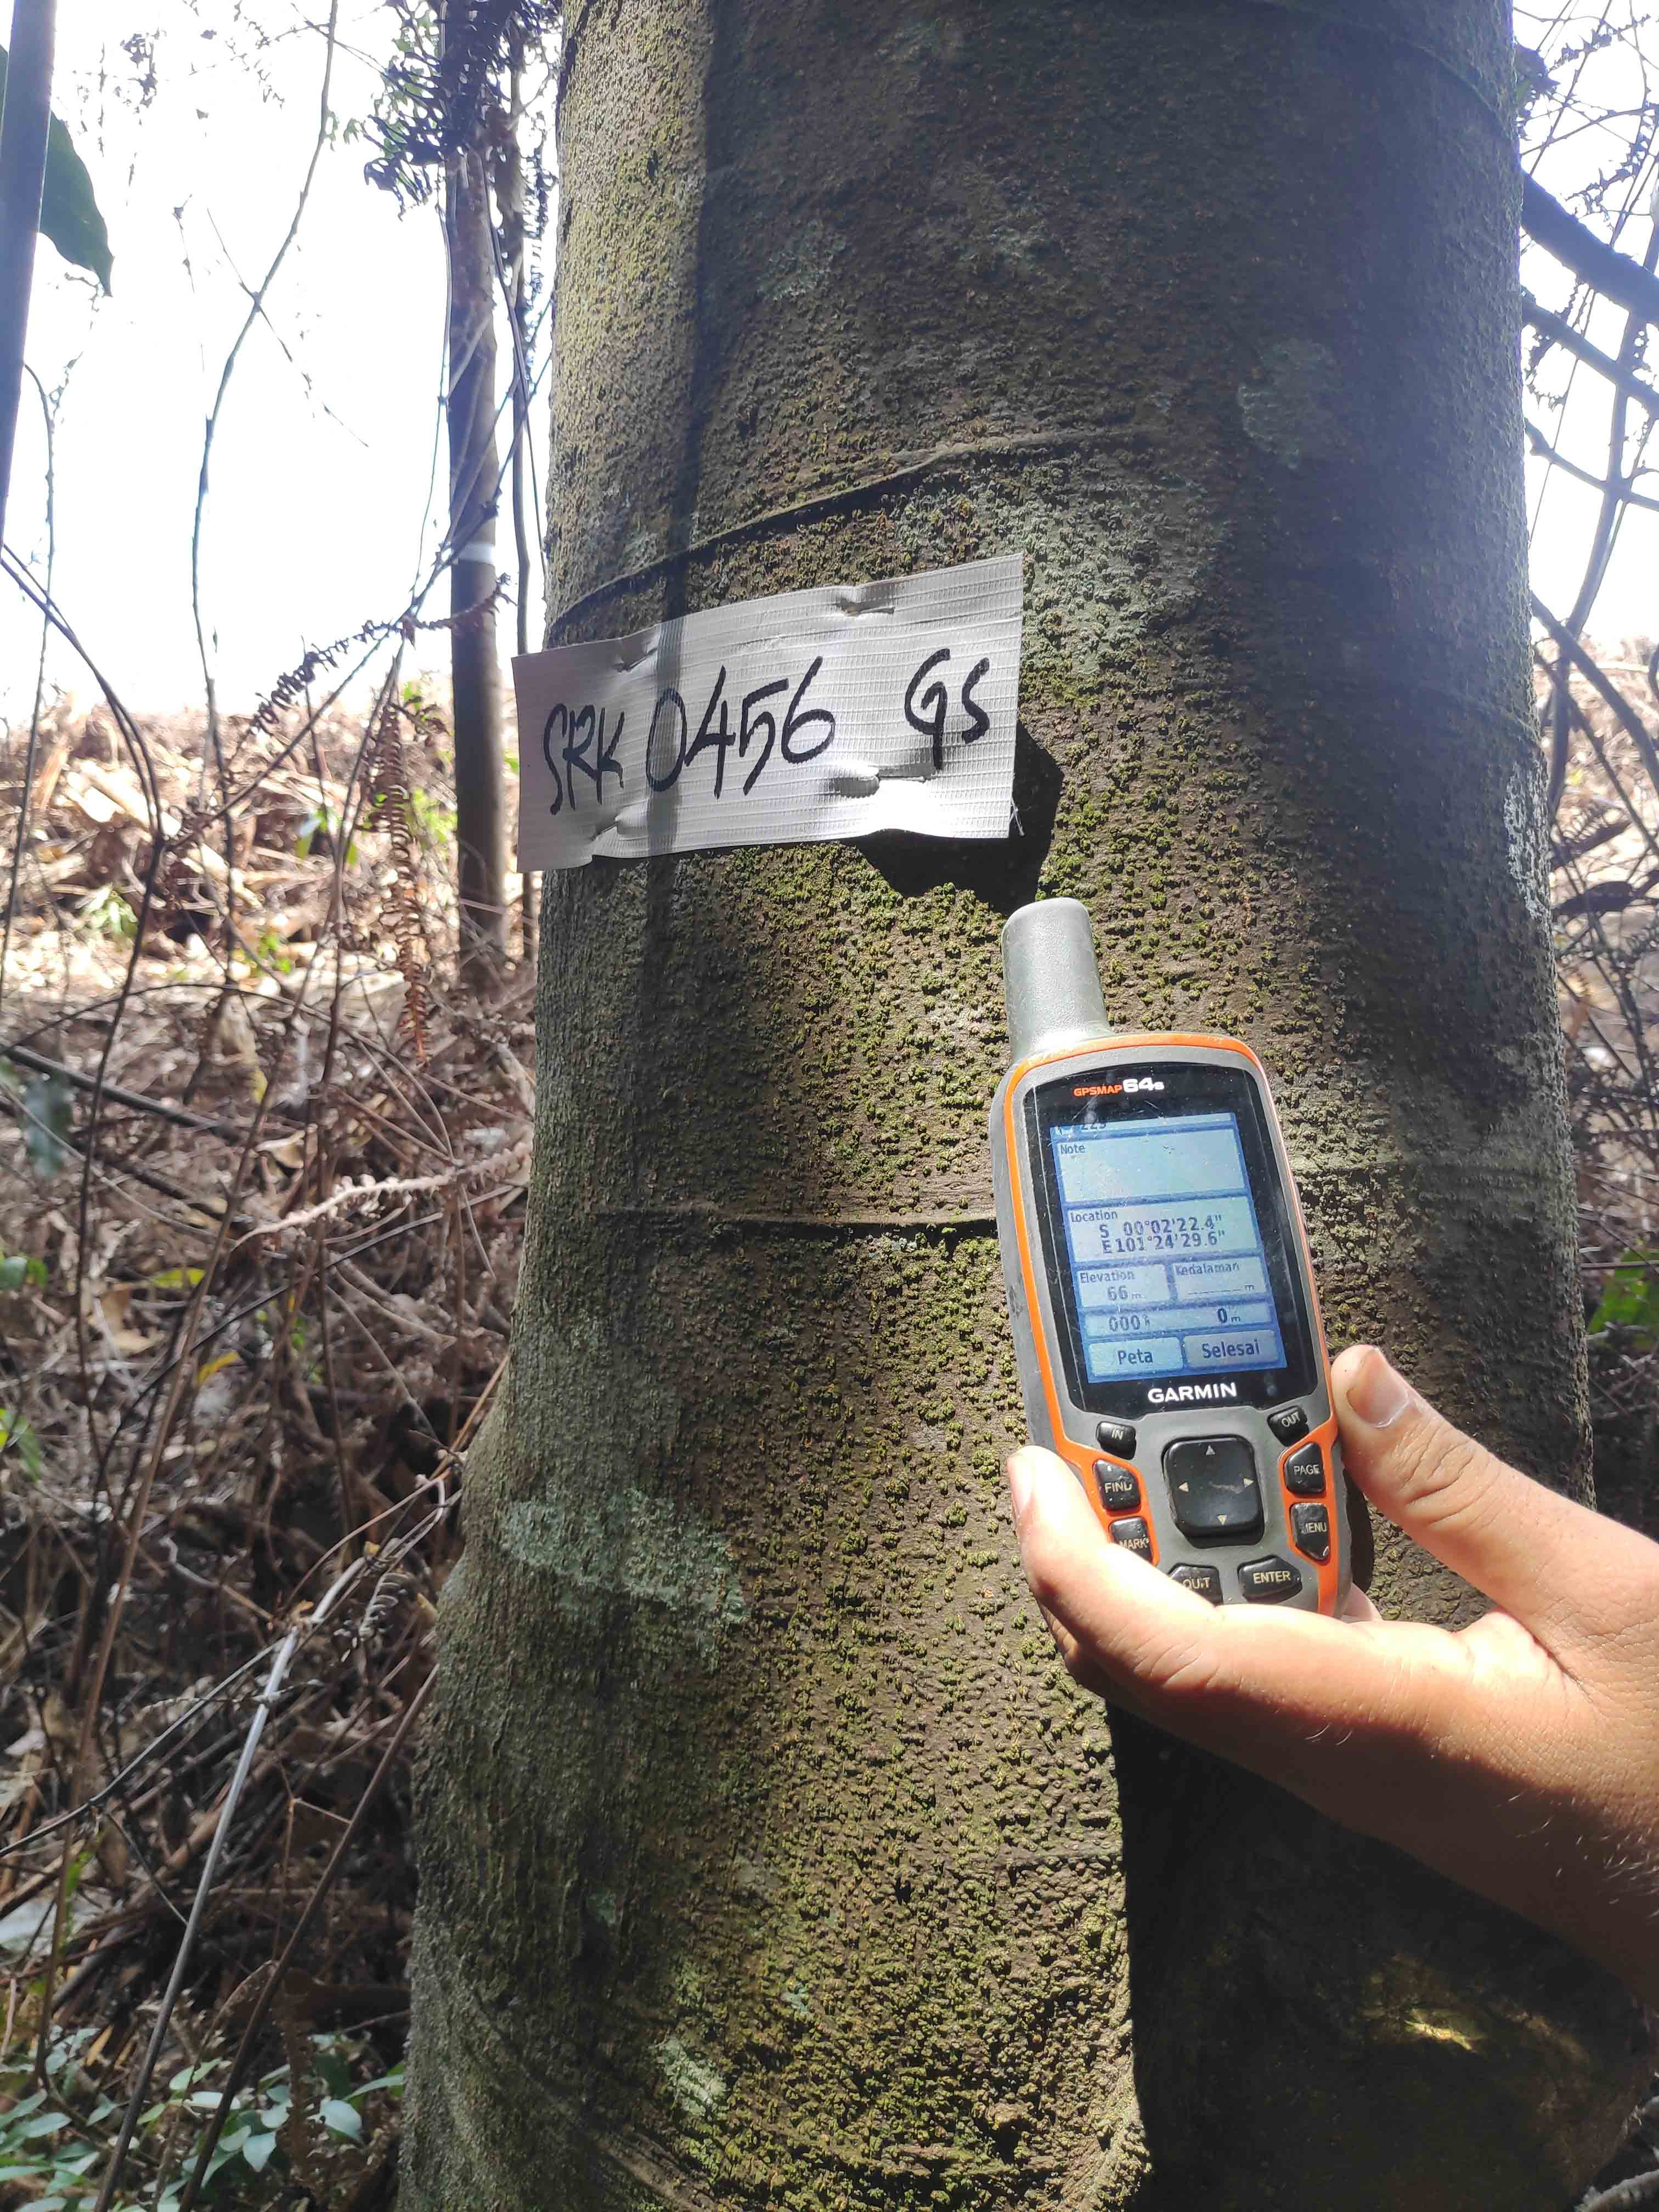 SRK 0456 GS
GPSMAP 64s
Note
Location
S 00°02'22.4"
E 101°24'29.6"
Elevation Kedalaman
66 m m
0 m
Peta Selesai
GARMIN
IN OUT
FIND PAGE
MARK MENU
QUIT ENTER